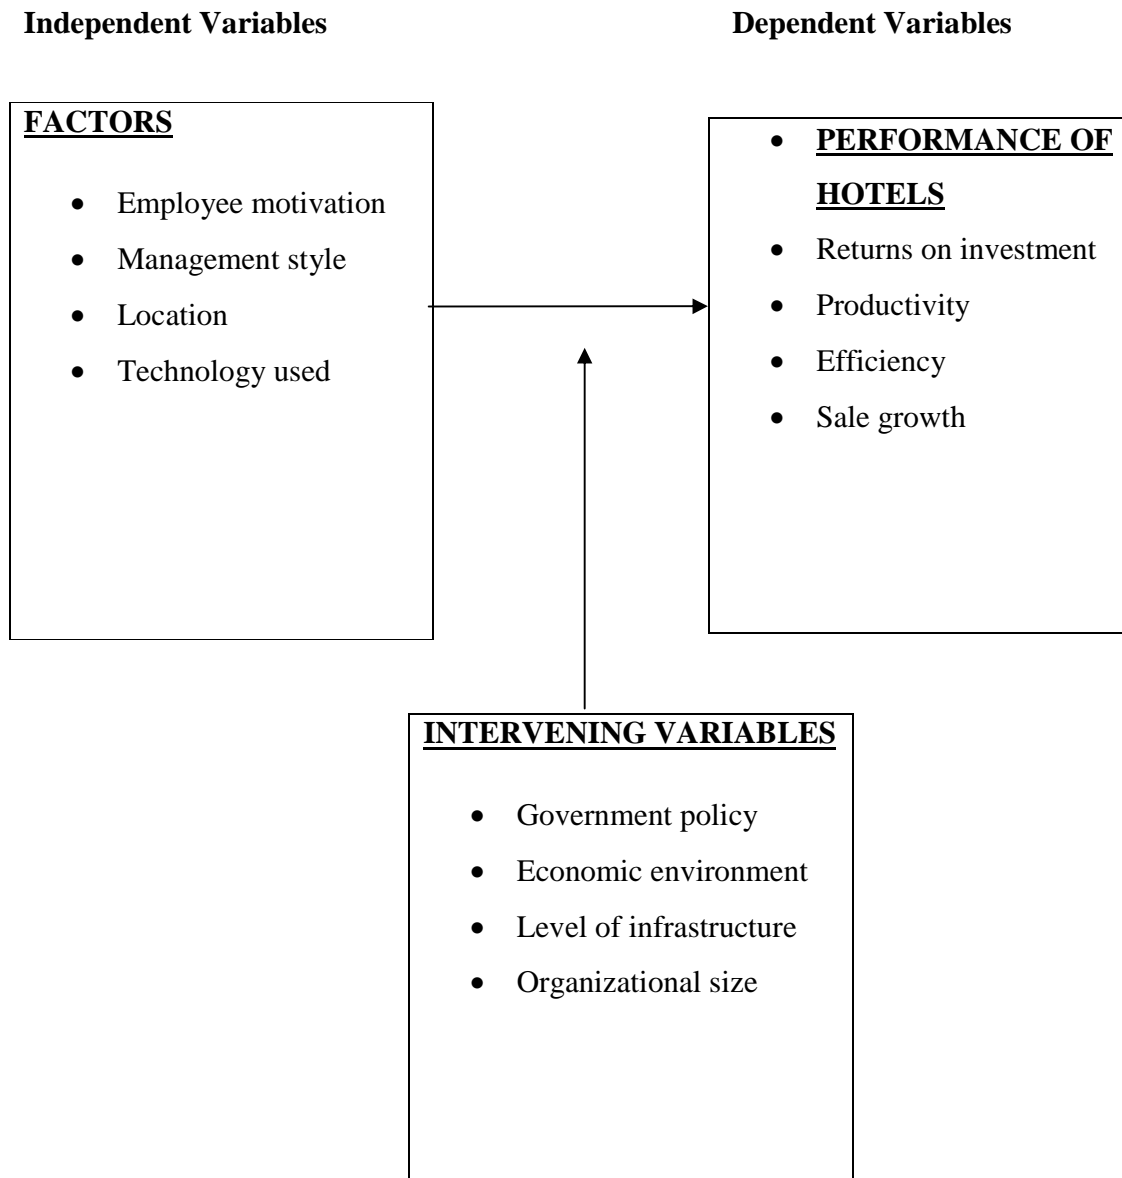 Independent Variables
Dependent Variables
FACTORS
• Employee motivation
• Management style
• Location
• Technology used
• PERFORMANCE OF
HOTELS
• Returns on investment
• Productivity
• Efficiency
• Sale growth
INTERVENING VARIABLES
• Government policy
• Economic environment
• Level of infrastructure
• Organizational size